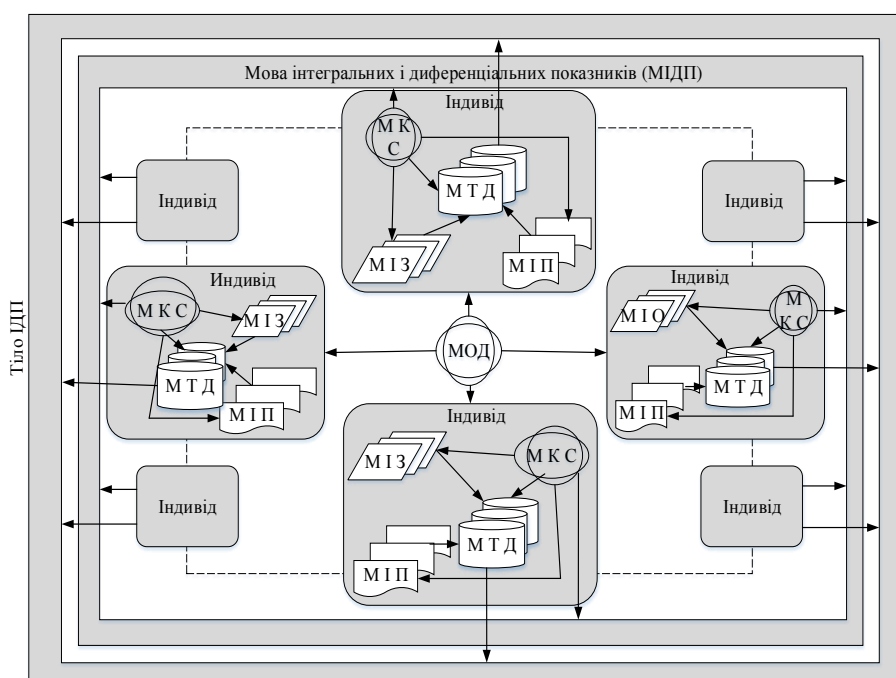 Мова інтегральних і диференціальних показників (МІДП)
Індивід
М К
С
М Т Д
М І З
М І П
Індивід
Індивід
Тіло ІДП
Индивід
М К С
М І З
М Т Д
М І П
МОД
Індивід
М І О
М
К С
М Т Д
М І П
Індивід
М І З
М К С
М Т Д
М І П
Індивід
Індивід